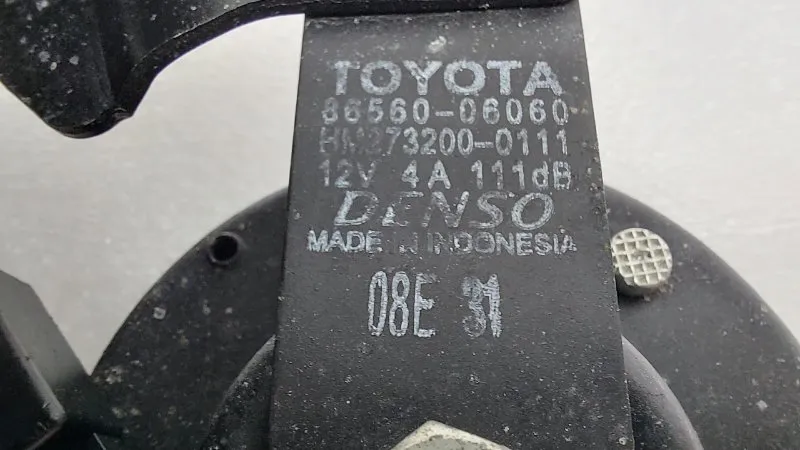 TOYOTA
86560-06060
HM273200-0111
12V 4A 111dB
DENSO
MADE IN INDONESIA
08E 31